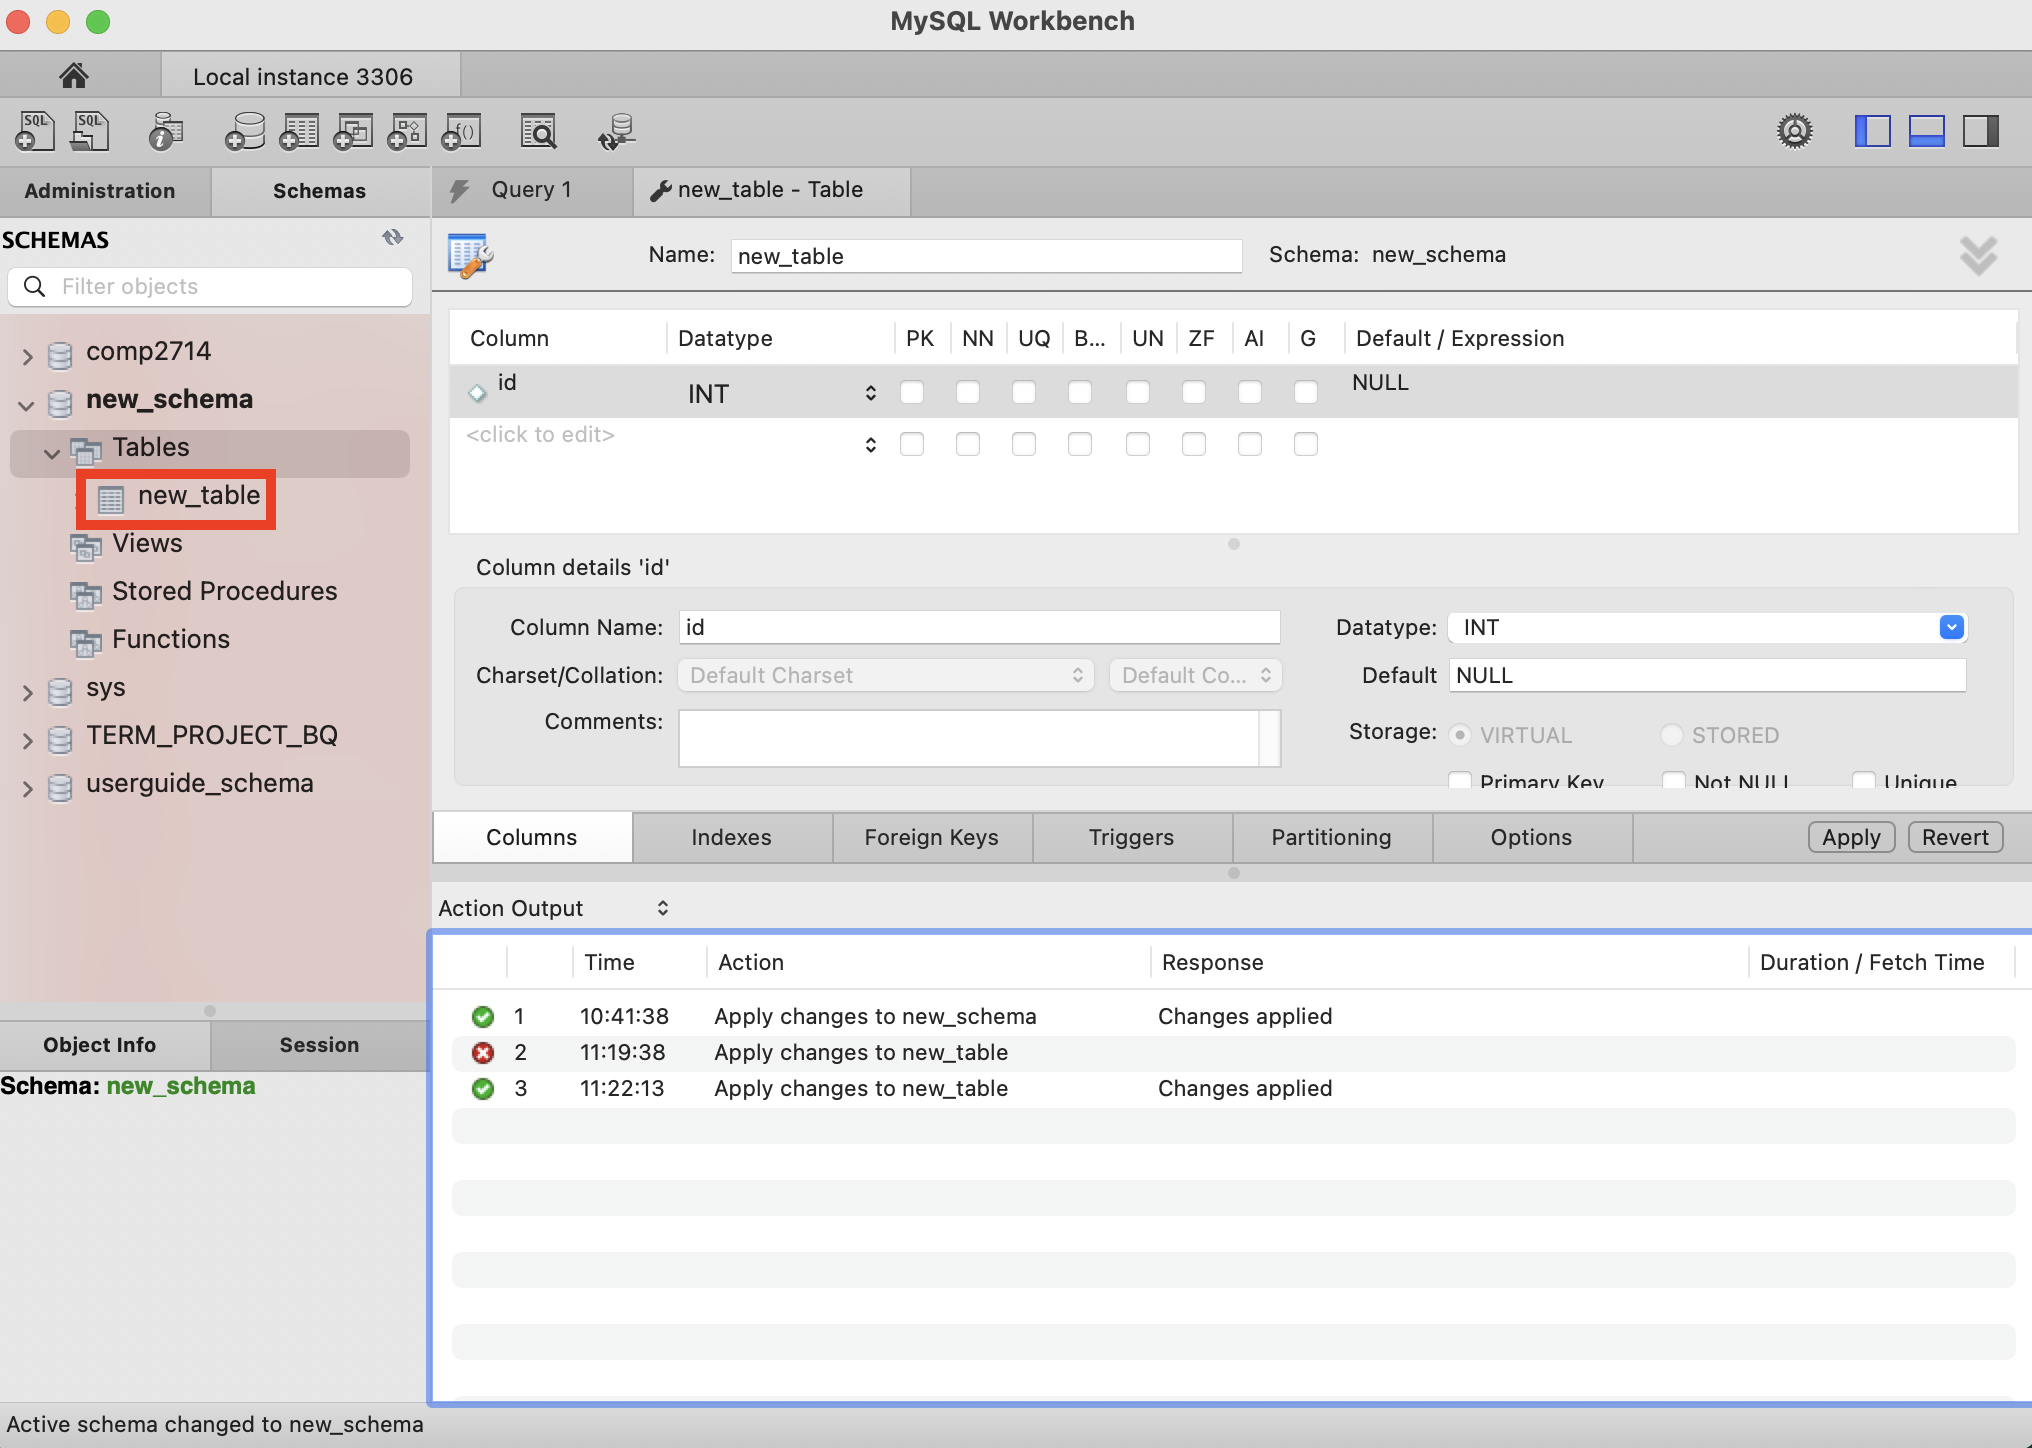 MySQL Workbench
Local instance 3306
SQL SQL i f()
Administration Schemas
Query 1 new_table - Table
SCHEMAS
Filter objects
Name: new_table Schema: new_schema
comp2714
new_schema
Tables
new_table
Views
Stored Procedures
Functions
sys
TERM_PROJECT_BQ
userguide_schema
Column Datatype PK NN UQ B... UN ZF AI G Default / Expression
id INT NULL
<click to edit>
Column details 'id'
Column Name: id Datatype: INT
Charset/Collation: Default Charset Default Co... Default NULL
Comments: Storage: VIRTUAL STORED
Primary Key Not NULL Unique
Columns Indexes Foreign Keys Triggers Partitioning Options Apply Revert
Action Output
Time Action Response Duration / Fetch Time
1 10:41:38 Apply changes to new_schema Changes applied
2 11:19:38 Apply changes to new_table
3 11:22:13 Apply changes to new_table Changes applied
Object Info Session
Schema: new_schema
Active schema changed to new_schema